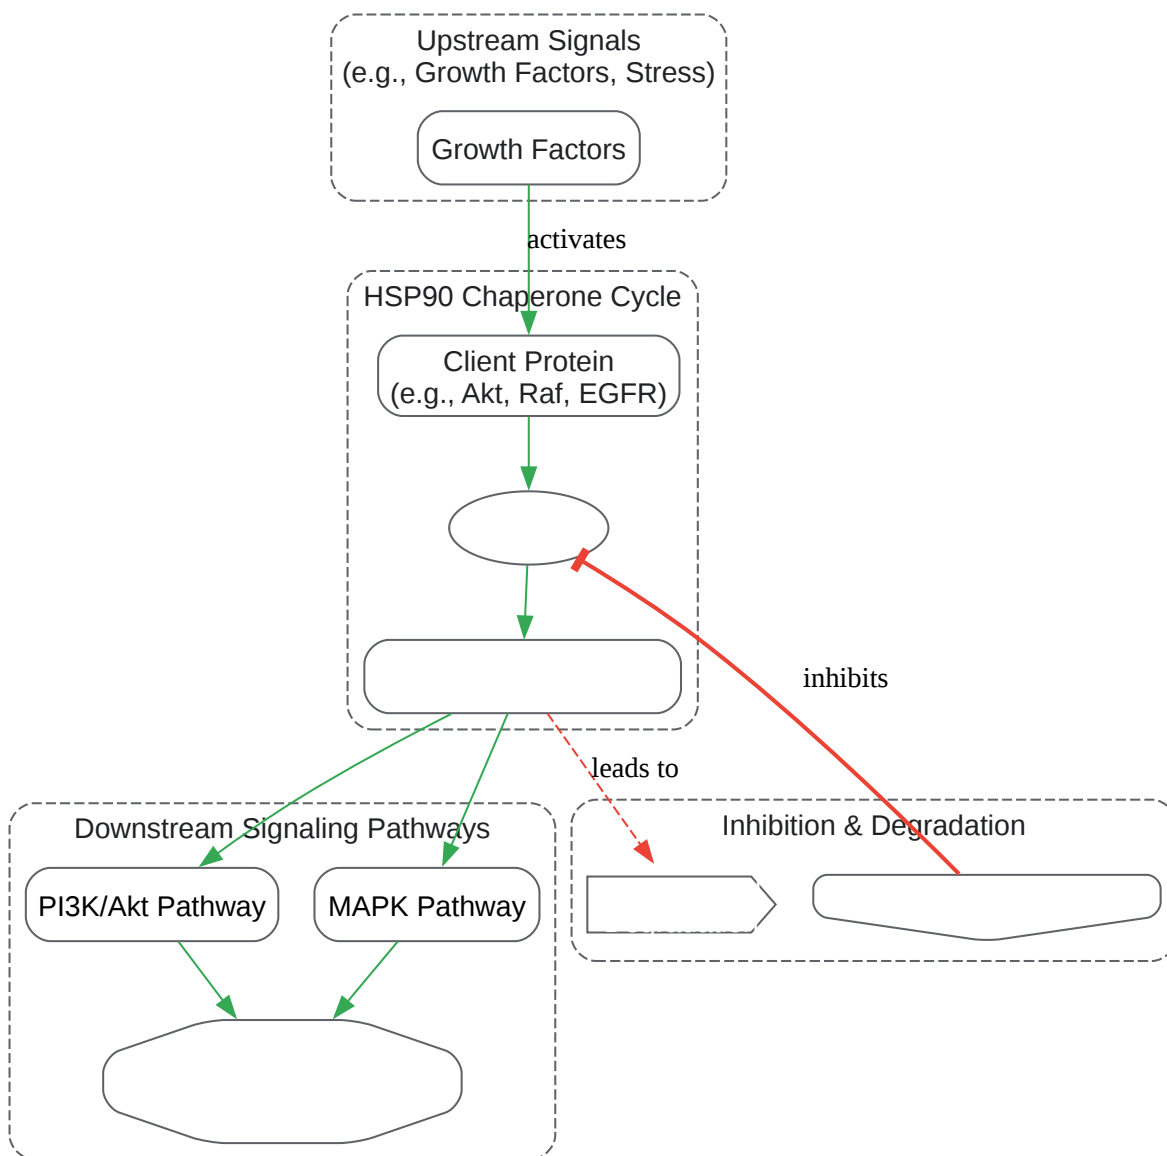 Upstream Signals
(e.g., Growth Factors, Stress)
Growth Factors
activates
HSP90 Chaperone Cycle
Client Protein
(e.g., Akt, Raf, EGFR)
inhibits
leads to
Downstream Signaling Pathways
Inhibition & Degradation
PI3K/Akt Pathway
MAPK Pathway